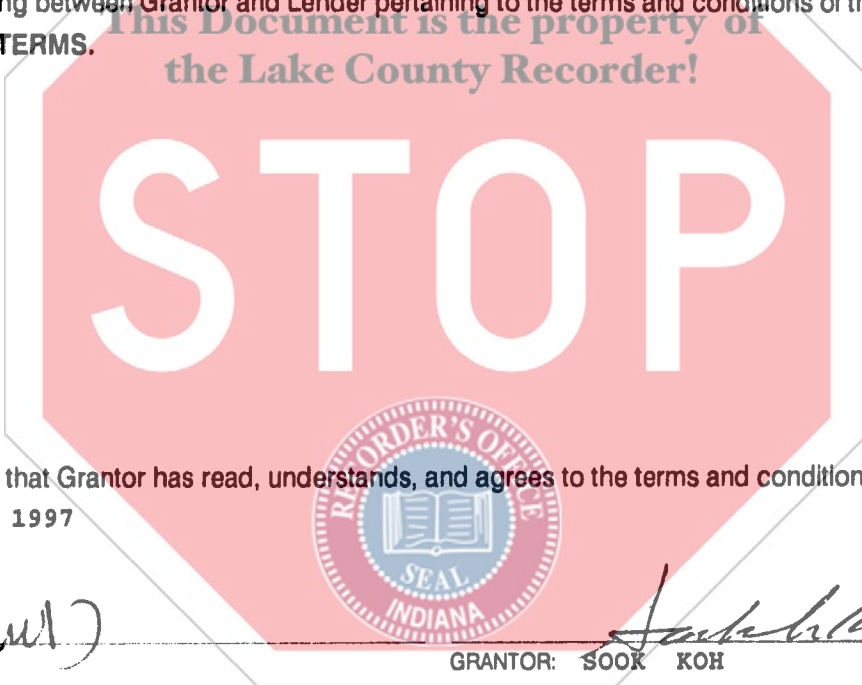 ng between Grantor and Lender pertaining to the terms and conditions of th
This Document is the property of
TERMS.
the Lake County Recorder!
STOP
RECORDER'S OFFICE
SEAL
INDIANA
that Grantor has read, understands, and agrees to the terms and condition
1997
GRANTOR: SOOK KOH